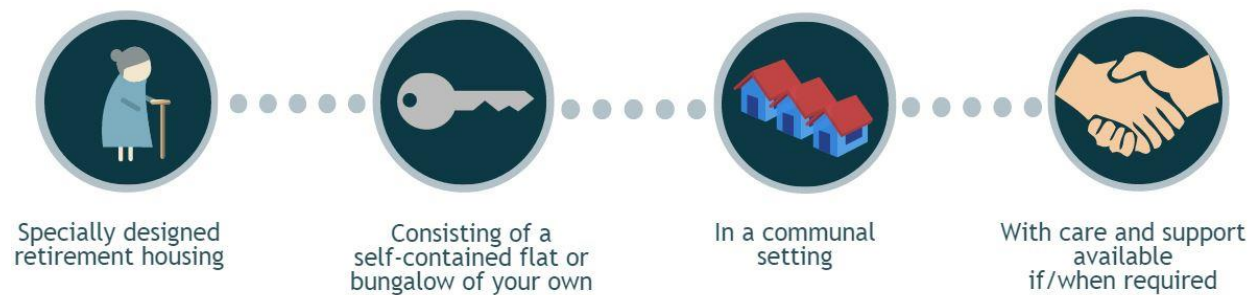 Specially designed
retirement housing
Consisting of a
self-contained flat or
bungalow of your own
In a communal
setting
With care and support
available
if/when required